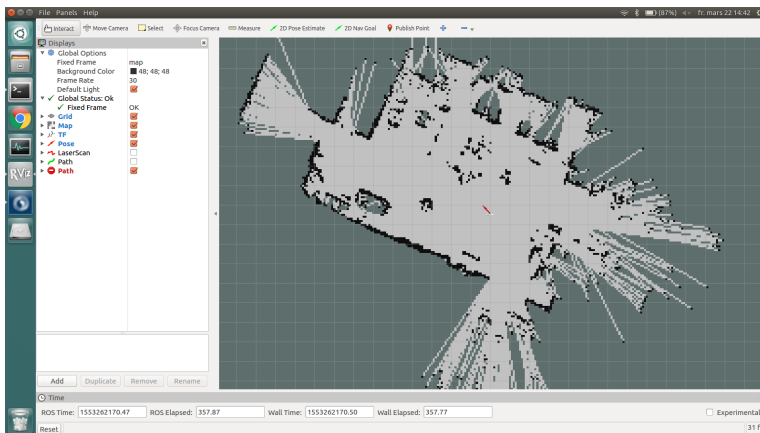 File Panels Help
(87%) fr. mars 22 14:42
Interact Move Camera Select Focus Camera Measure 2D Pose Estimate 2D Nav Goal Publish Point
Displays
Global Options
Fixed Frame map
Background Color 48; 48; 48
Frame Rate 30
Default Light
Global Status: Ok
Fixed Frame OK
Grid
Map
TF
Pose
LaserScan
Path
Path
RViz
Add Duplicate Remove Rename
Time
ROS Time: 1553262170.47 ROS Elapsed: 357.87 Wall Time: 1553262170.50 Wall Elapsed: 357.77 Experimental
Reset 31 f